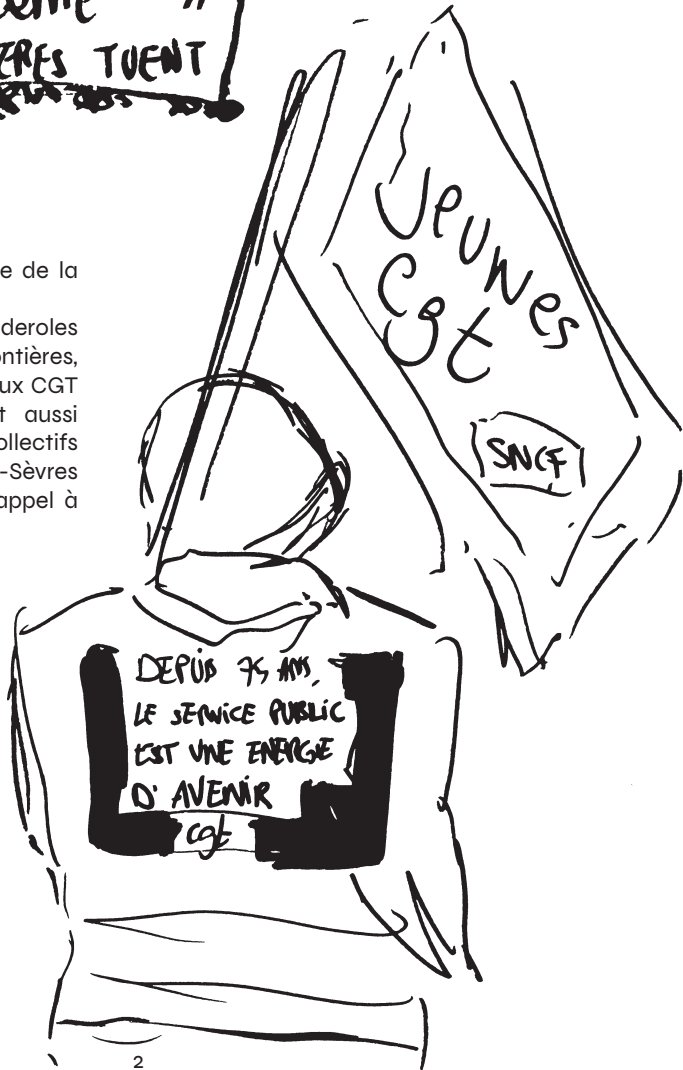 TUENT
e de la
deroles
ontières,
ux CGT
t aussi
ollectifs
-Sèvres
appel à
Jeunes
cgt
SNCF
DEPUIS 75 ANS,
LE SERVICE PUBLIC
EST UNE ENERGIE
D'AVENIR
cgt
2